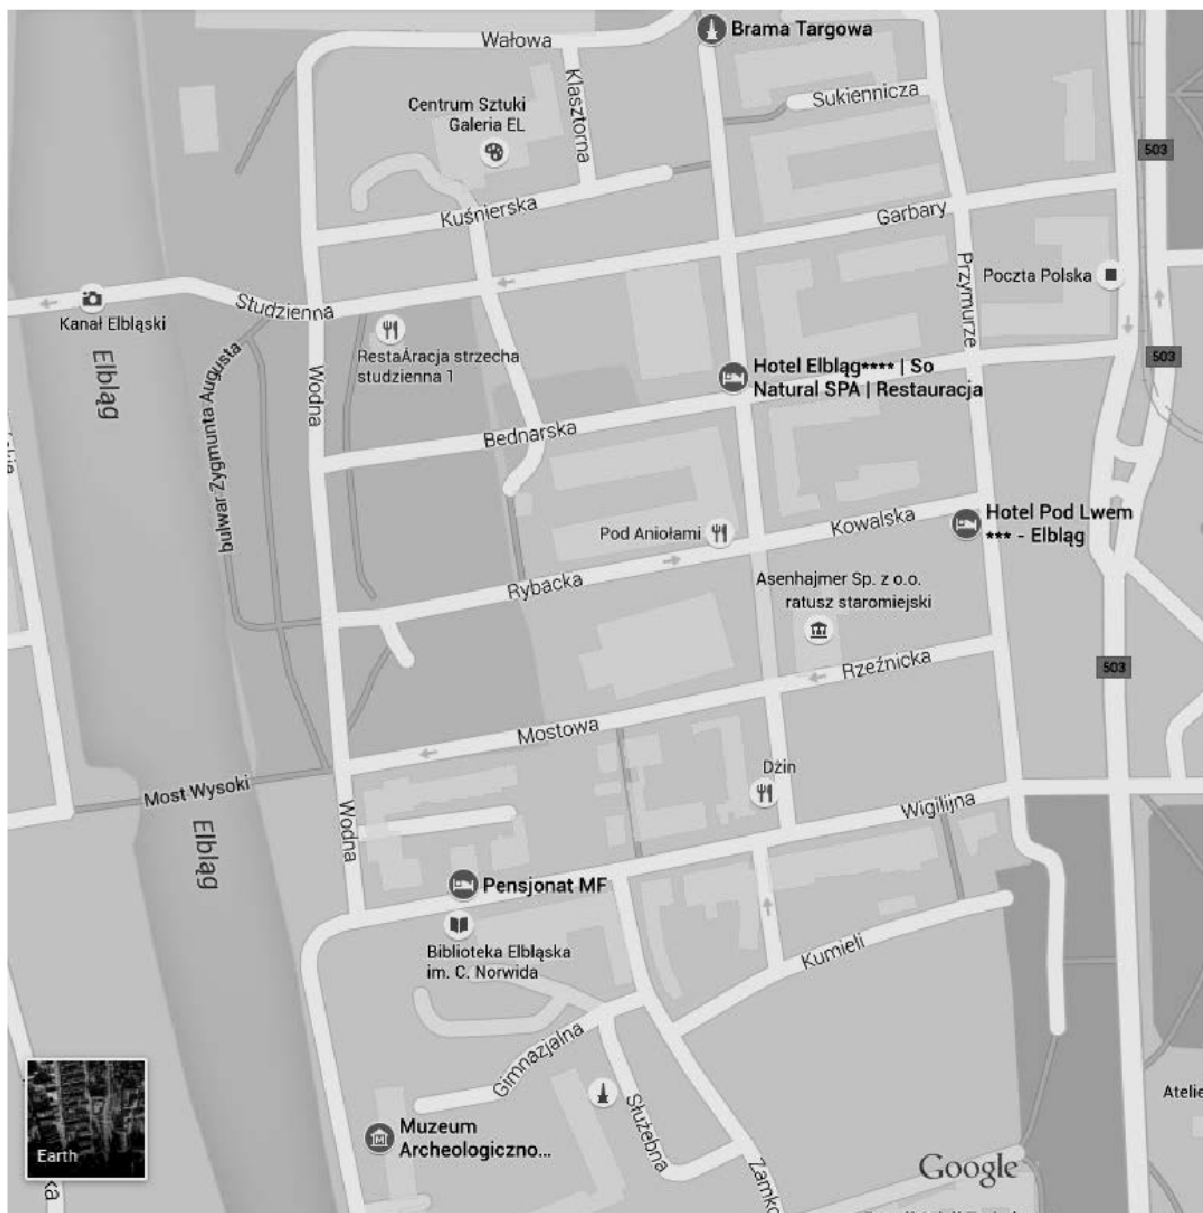 Brama Targowa
Wałowa
Klasztorna
Sukiennicza
Centrum Sztuki
Galeria EL
503
Kuśnierska
Garbary
Przymurze
Poczta Polska
Studzienna
Kanał Elbląski
Elbląg
RestaÁracja strzecha
studzienna 1
503
Hotel Elbląg**** | So
Natural SPA | Restauracja
bulwar Zygmunta Augusta
Wodna
Bednarska
Kowalska
Hotel Pod Lwem
*** - Elbląg
Pod Aniołami
Rybacka
Asenhajmer Sp. z o.o.
ratusz staromiejski
Rzeźnicka
503
Mostowa
Most Wysoki
Dżin
Wigilijna
Elbląg
Wodna
Pensjonat MF
Biblioteka Elbląska
im. C. Norwida
Kumieli
Gimnazjalna
Służebna
Muzeum
Archeologiczno...
Zamko
Atelie
Earth
Google